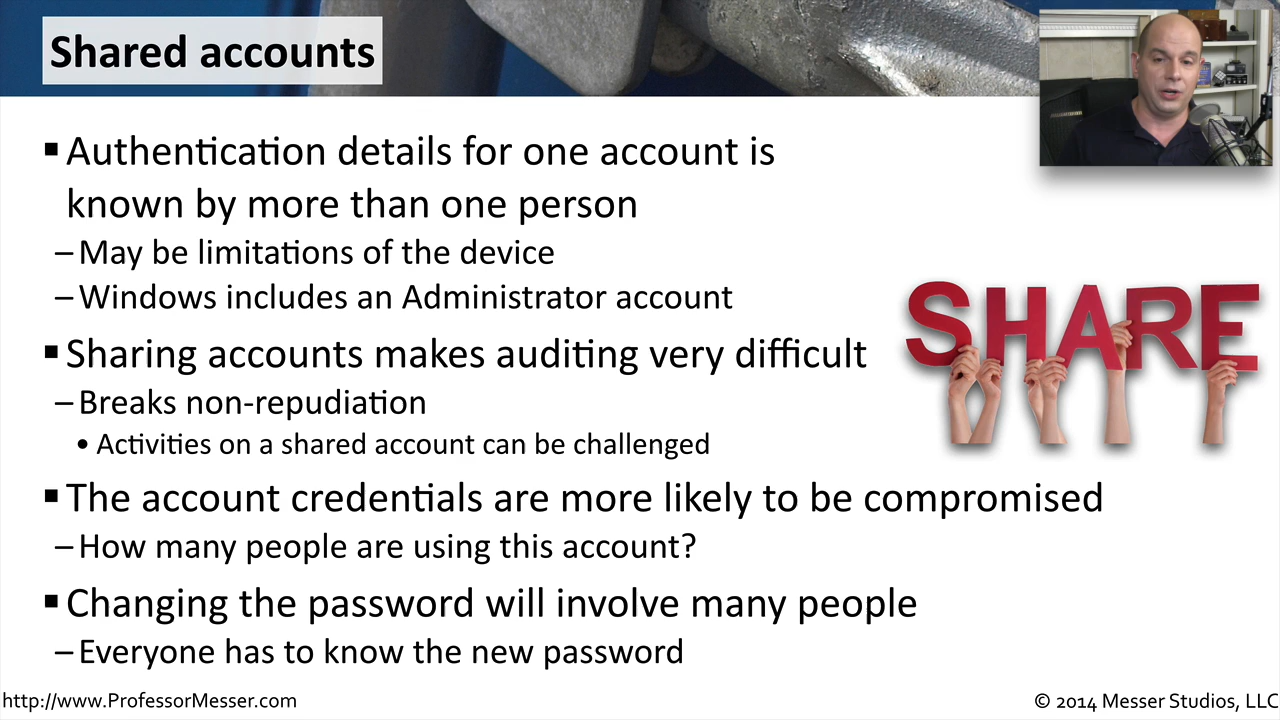 Shared accounts
▪ Authentication details for one account is
known by more than one person
– May be limitations of the device
– Windows includes an Administrator account
▪ Sharing accounts makes auditing very difficult
– Breaks non-repudiation
• Activities on a shared account can be challenged
▪ The account credentials are more likely to be compromised
– How many people are using this account?
▪ Changing the password will involve many people
– Everyone has to know the new password
SHARE
http://www.ProfessorMesser.com
© 2014 Messer Studios, LLC